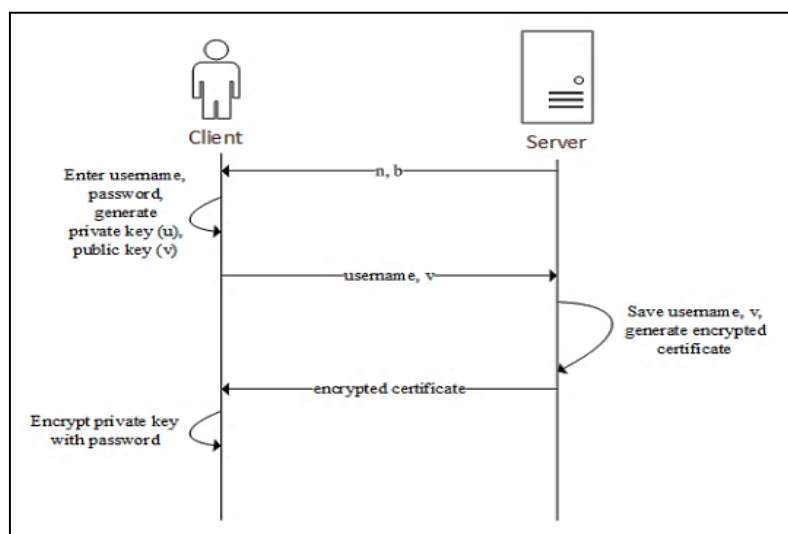 Client
Server
n, b
Enter username,
password,
generate
private key (u),
public key (v)
username, v
Save username, v,
generate encrypted
certificate
encrypted certificate
Encrypt private key
with password